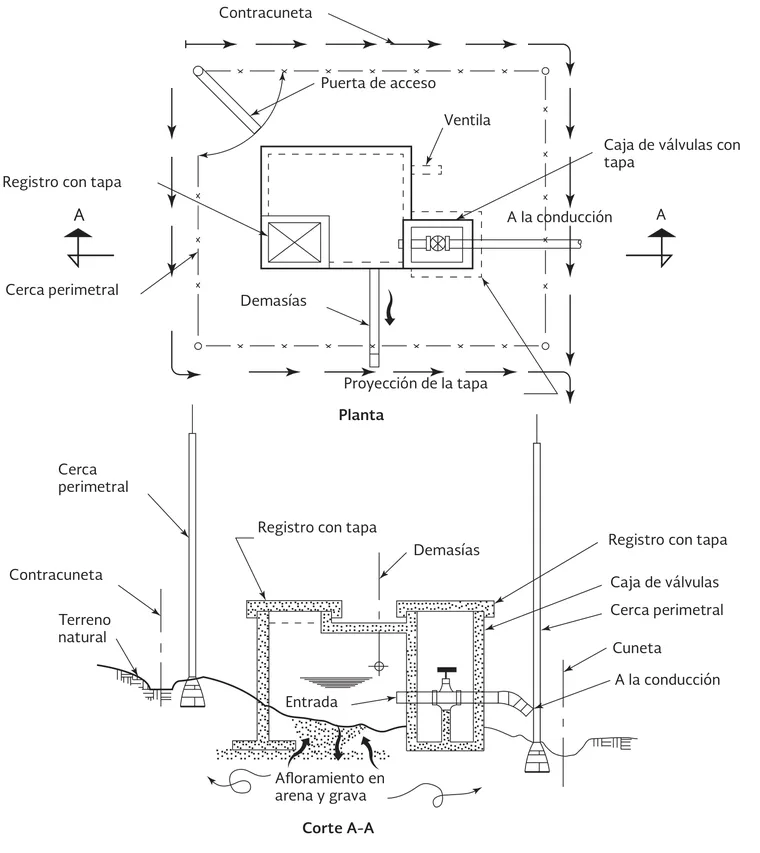 Contracuneta
Puerta de acceso
Ventila
Caja de válvulas con
tapa
Registro con tapa
A
A la conducción
A
Cerca perimetral
Demasías
Proyección de la tapa
Planta
Cerca
perimetral
Registro con tapa
Demasías
Registro con tapa
Contracuneta
Caja de válvulas
Terreno
natural
Cerca perimetral
Cuneta
A la conducción
Entrada
Afloramiento en
arena y grava
Corte A-A